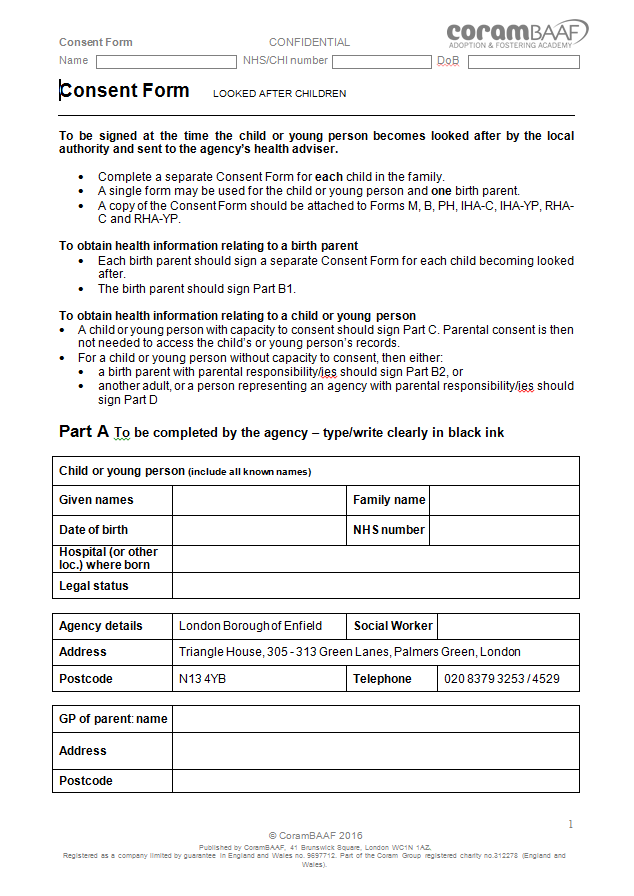 coramBAAF
ADOPTION & FOSTERING ACADEMY
Consent Form CONFIDENTIAL
Name NHS/CHI number DoB
Consent Form LOOKED AFTER CHILDREN
To be signed at the time the child or young person becomes looked after by the local
authority and sent to the agency's health adviser.
• Complete a separate Consent Form for each child in the family.
• A single form may be used for the child or young person and one birth parent.
• A copy of the Consent Form should be attached to Forms M, B, PH, IHA-C, IHA-YP, RHA-
C and RHA-YP.
To obtain health information relating to a birth parent
• Each birth parent should sign a separate Consent Form for each child becoming looked
after.
• The birth parent should sign Part B1.
To obtain health information relating to a child or young person
• A child or young person with capacity to consent should sign Part C. Parental consent is then
not needed to access the child's or young person's records.
• For a child or young person without capacity to consent, then either:
• a birth parent with parental responsibility/ies should sign Part B2, or
• another adult, or a person representing an agency with parental responsibility/ies should
sign Part D
Part A To be completed by the agency – type/write clearly in black ink
Child or young person (include all known names)
Given names Family name
Date of birth NHS number
Hospital (or other
loc.) where born
Legal status
Agency details London Borough of Enfield Social Worker
Address Triangle House, 305 - 313 Green Lanes, Palmers Green, London
Postcode N13 4YB Telephone 020 8379 3253 / 4529
GP of parent: name
Address
Postcode
1
© CoramBAAF 2016
Published by CoramBAAF, 41 Brunswick Square, London WC1N 1AZ.
Registered as a company limited by guarantee in England and Wales no. 9697712. Part of the Coram Group registered charity no.312278 (England and
Wales).